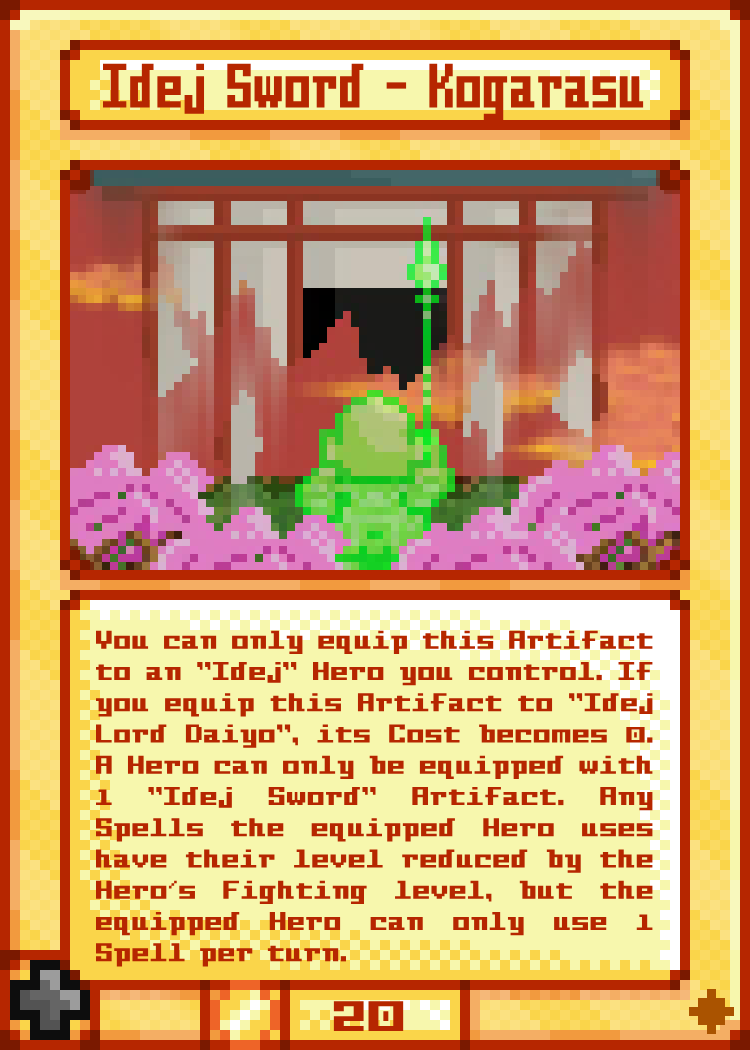 Idej Sword - Kogarasu
You can only equip this Artifact
to an "Idej" Hero you control. If
you equip this Artifact to "Idej
Lord Daiyo", its Cost becomes 0.
A Hero can only be equipped with
1 "Idej Sword" Artifact. Any
Spells the equipped Hero uses
have their level reduced by the
Hero's Fighting level, but the
equipped Hero can only use 1
Spell per turn.
20